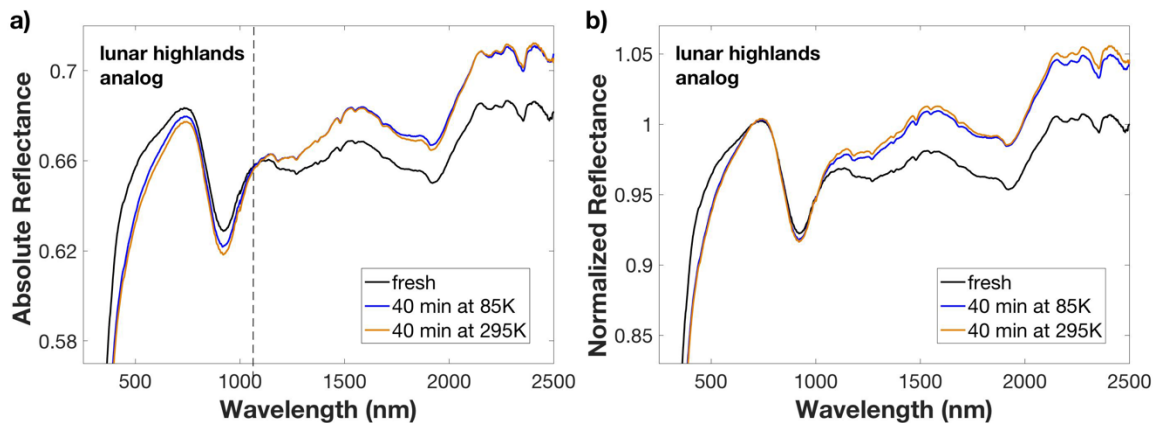 a)
lunar highlands
analog
Absolute Reflectance
0.7
0.66
0.62
0.58
fresh
40 min at 85K
40 min at 295K
500
1000
1500
2000
2500
Wavelength (nm)
b)
lunar highlands
analog
Normalized Reflectance
1.05
1
0.95
0.9
0.85
fresh
40 min at 85K
40 min at 295K
500
1000
1500
2000
2500
Wavelength (nm)